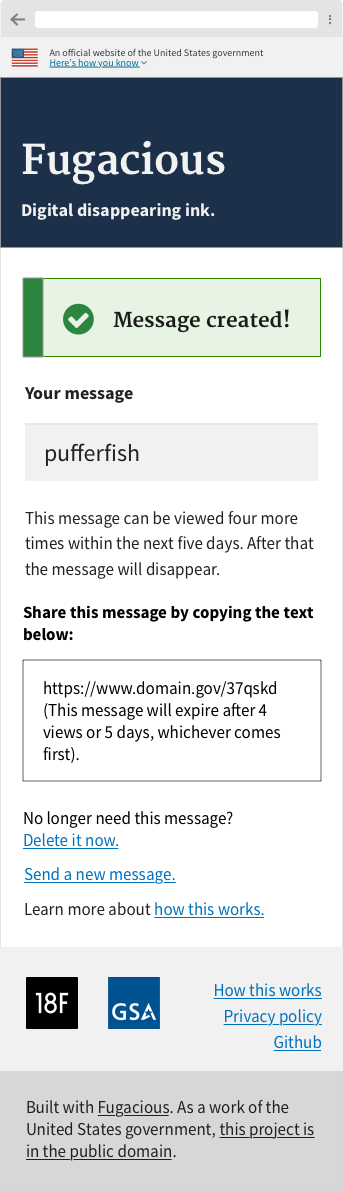 An official website of the United States government
Here's how you know
Fugacious
Digital disappearing ink.
Message created!
Your message
pufferfish
This message can be viewed four more
times within the next five days. After that
the message will disappear.
Share this message by copying the text
below:
https://www.domain.gov/37qskd
(This message will expire after 4
views or 5 days, whichever comes
first).
No longer need this message?
Delete it now.
Send a new message.
Learn more about how this works.
18F
GSA
How this works
Privacy policy
Github
Built with Fugacious. As a work of the
United States government, this project is
in the public domain.